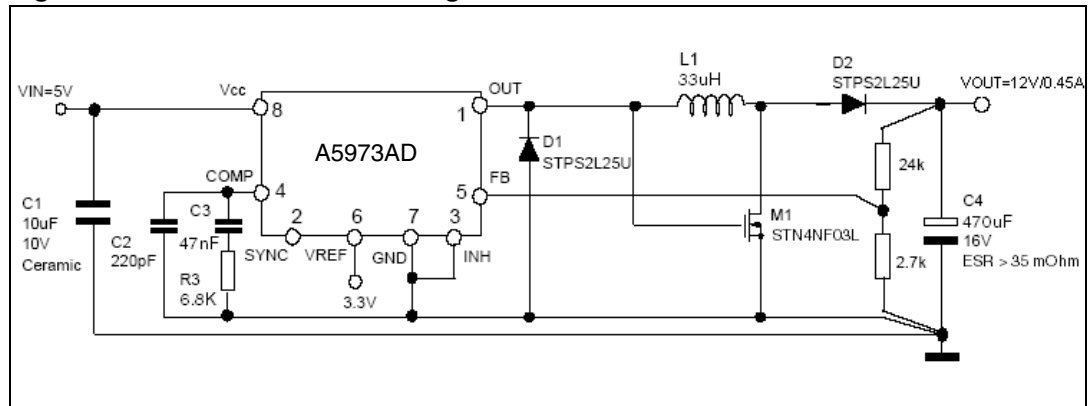 VIN=5V
Vcc
8
OUT
1
A5973AD
COMP
4
FB
5
2
6
7
3
SYNC
VREF
GND
INH
3.3V
C1
10uF
10V
Ceramic
C2
220pF
C3
47nF
R3
6.8K
D1
STPS2L25U
L1
33uH
D2
STPS2L25U
VOUT=12V/0.45A
24k
M1
STN4NF03L
2.7k
C4
470uF
16V
ESR > 35 mOhm